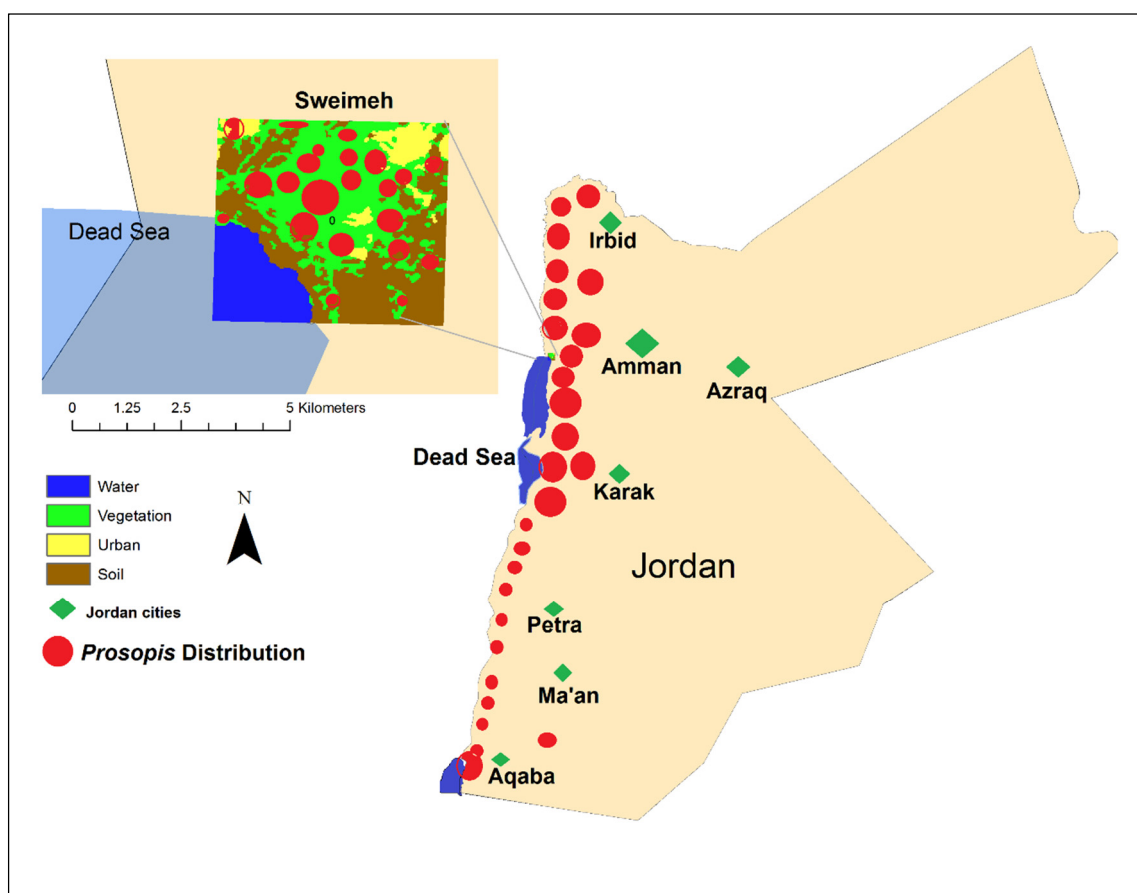 Sweimeh
0
Dead Sea
0 1.25 2.5 5 Kilometers
Water
Vegetation
Urban
Soil
Jordan cities
Prosopis Distribution
N
Irbid
Amman
Azraq
Dead Sea
Karak
Jordan
Petra
Ma'an
Aqaba